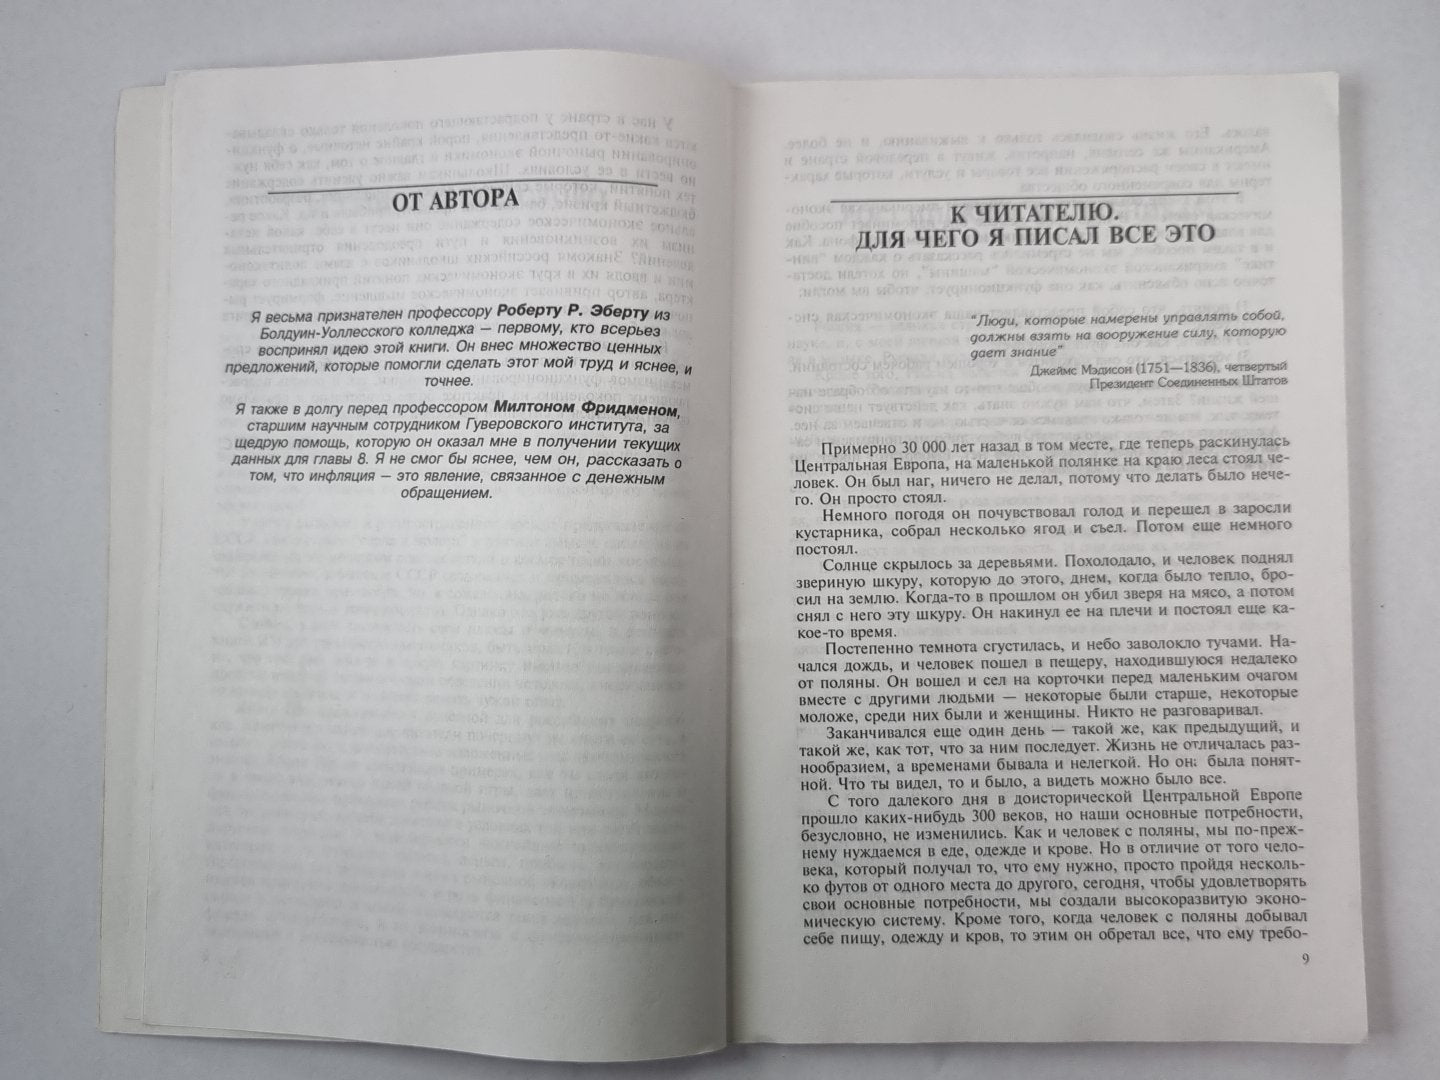 ОТ АВТОРА
Я весьма признателен профессору Роберту Р. Эберту из
Болдуин-Уоллесского колледжа — первому, кто всерьез
воспринял идею этой книги. Он внес множество ценных
предложений, которые помогли сделать этот мой труд и яснее, и
точнее.
Я также в долгу перед профессором Милтоном Фридменом,
старшим научным сотрудником Гуверовского института, за
щедрую помощь, которую он оказал мне в получении текущих
данных для главы 8. Я не смог бы яснее, чем он, рассказать о
том, что инфляция — это явление, связанное с денежным
обращением.
К ЧИТАТЕЛЮ.
ДЛЯ ЧЕГО Я ПИСАЛ ВСЕ ЭТО
"Люди, которые намерены управлять собой,
должны взять на вооружение силу, которую
дает знание"
Джеймс Мэдисон (1751—1836), четвертый
Президент Соединенных Штатов
Примерно 30 000 лет назад в том месте, где теперь раскинулась
Центральная Европа, на маленькой полянке на краю леса стоял че-
ловек. Он был наг, ничего не делал, потому что делать было нече-
го. Он просто стоял.
Немного погодя он почувствовал голод и перешел в заросли
кустарника, собрал несколько ягод и съел. Потом еще немного
постоял.
Солнце скрылось за деревьями. Похолодало, и человек поднял
звериную шкуру, которую до этого, днем, когда было тепло, бро-
сил на землю. Когда-то в прошлом он убил зверя на мясо, а потом
снял с него эту шкуру. Он накинул ее на плечи и постоял еще ка-
кое-то время.
Постепенно темнота сгустилась, и небо заволокло тучами. На-
чался дождь, и человек пошел в пещеру, находившуюся недалеко
от поляны. Он вошел и сел на корточки перед маленьким очагом
вместе с другими людьми — некоторые были старше, некоторые
моложе, среди них были и женщины. Никто не разговаривал.
Заканчивался еще один день — такой же, как предыдущий, и
такой же, как тот, что за ним последует. Жизнь не отличалась раз-
нообразием, а временами бывала и нелегкой. Но она была понят-
ной. Что ты видел, то и было, а видеть можно было все.
С того далекого дня в доисторической Центральной Европе
прошло каких-нибудь 300 веков, но наши основные потребности,
безусловно, не изменились. Как и человек с поляны, мы по-преж-
нему нуждаемся в еде, одежде и крове. Но в отличие от того чело-
века, который получал то, что ему нужно, просто пройдя несколь-
ко футов от одного места до другого, сегодня, чтобы удовлетворять
свои основные потребности, мы создали высокоразвитую эконо-
мическую систему. Кроме того, когда человек с поляны добывал
себе пищу, одежду и кров, то этим он обретал все, что ему требо-
9